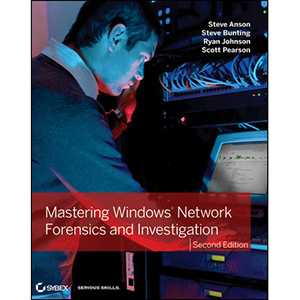 Steve Anson
Steve Bunting
Ryan Johnson
Scott Pearson
Mastering Windows® Network
Forensics and Investigation
Second Edition
SYBEX
SERIOUS SKILLS.